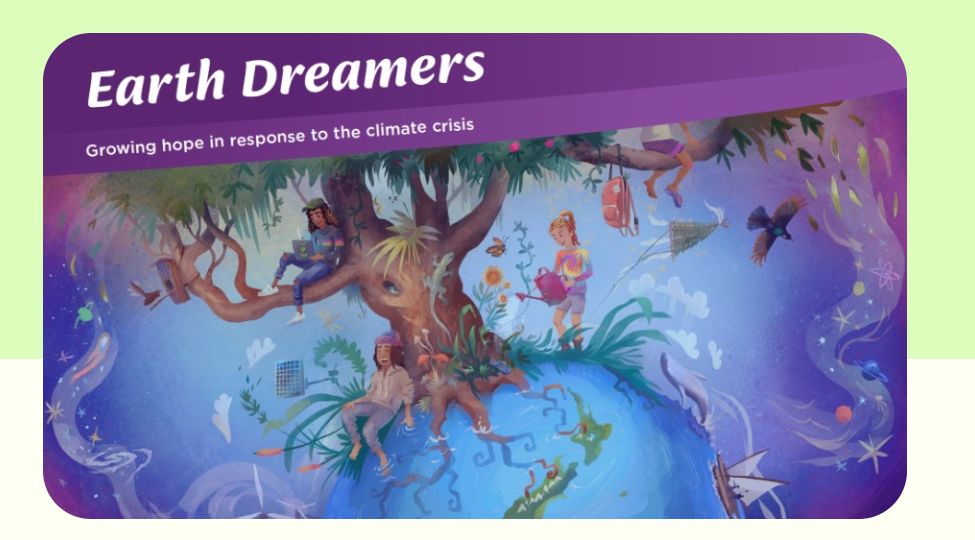 Earth Dreamers
Growing hope in response to the climate crisis